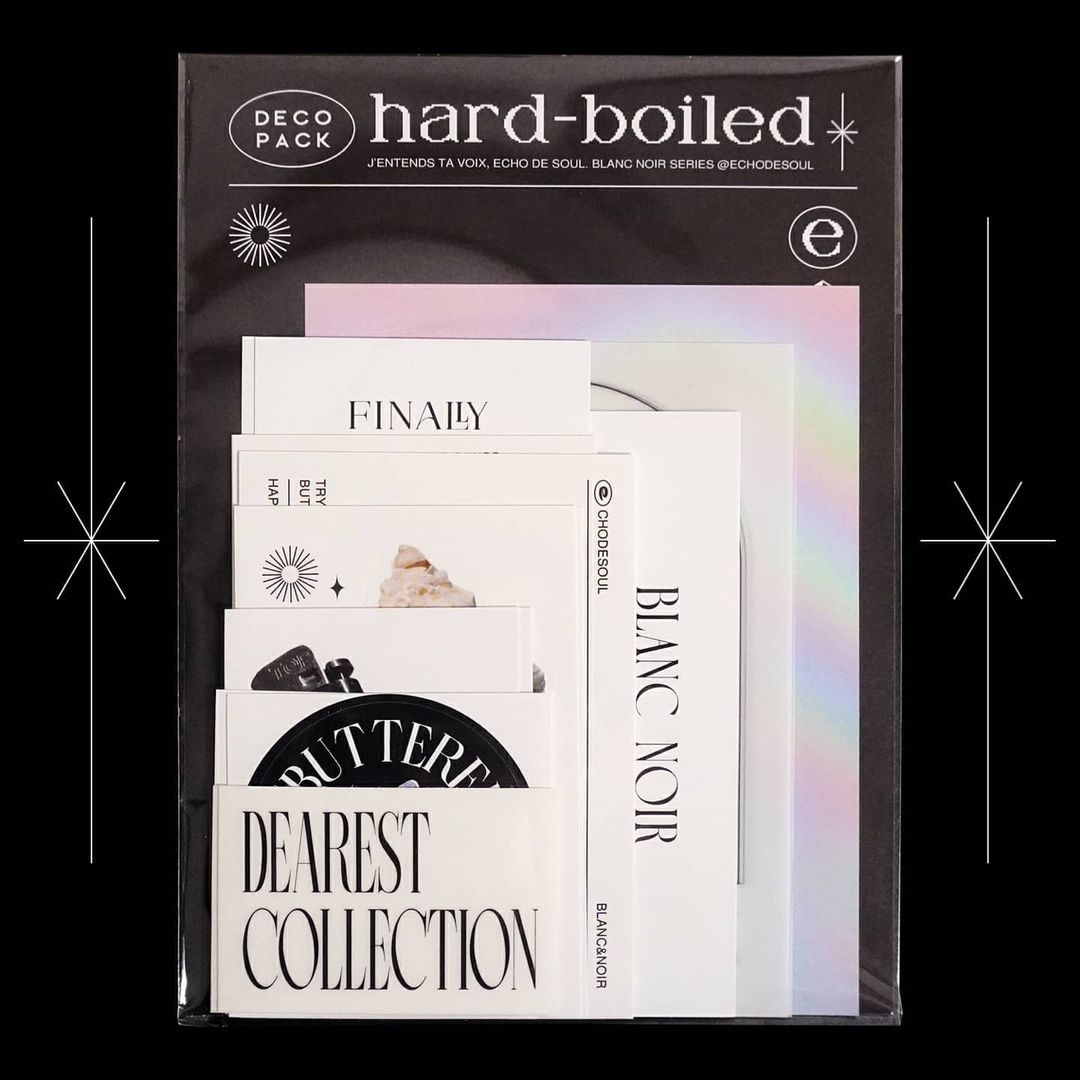 DECO
PACK
hard-boiled
J'ENTENDS TA VOIX, ECHO DE SOUL. BLANC NOIR SERIES @ECHODESOUL
e
FINALLY
TRY
BUT
HAP
e CHODESOUL
BLANC NOIR
BUTTERF
DEAREST
COLLECTION
BLANC&NOIR